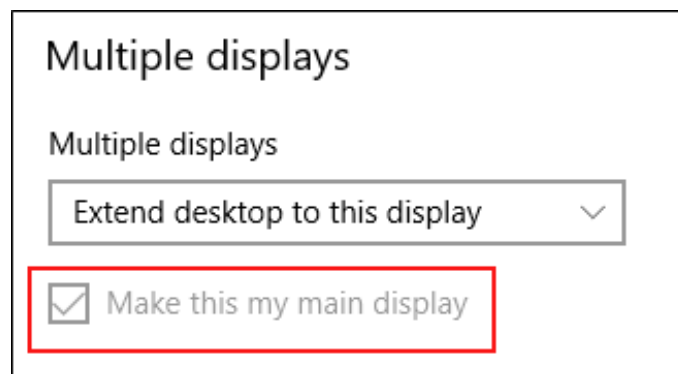 Multiple displays
Multiple displays
Extend desktop to this display
Make this my main display